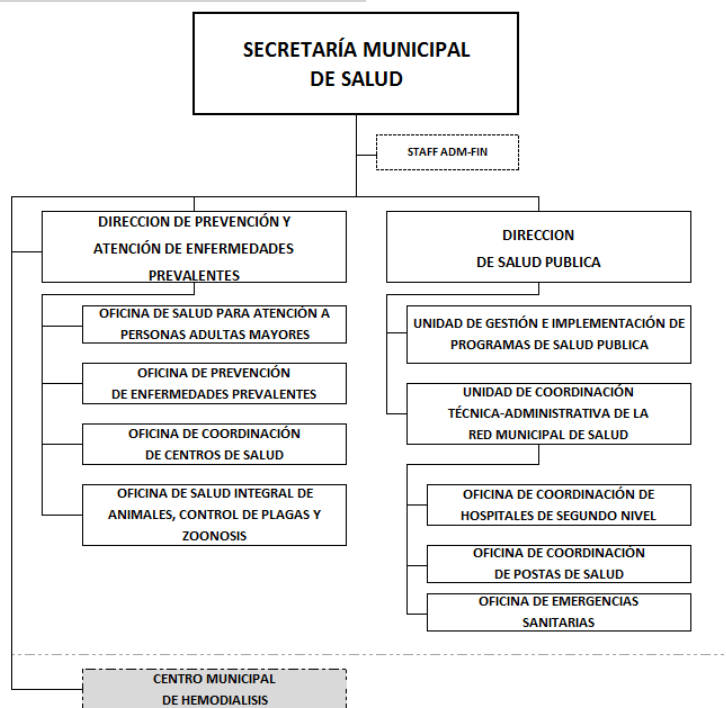 SECRETARÍA MUNICIPAL
DE SALUD
STAFF ADM-FIN
DIRECCION DE PREVENCIÓN Y
ATENCIÓN DE ENFERMEDADES
PREVALENTES
OFICINA DE SALUD PARA ATENCIÓN A
PERSONAS ADULTAS MAYORES
OFICINA DE PREVENCIÓN
DE ENFERMEDADES PREVALENTES
OFICINA DE COORDINACIÓN
DE CENTROS DE SALUD
OFICINA DE SALUD INTEGRAL DE
ANIMALES, CONTROL DE PLAGAS Y
ZOONOSIS
DIRECCION
DE SALUD PUBLICA
UNIDAD DE GESTIÓN E IMPLEMENTACIÓN DE
PROGRAMAS DE SALUD PUBLICA
UNIDAD DE COORDINACIÓN
TÉCNICA-ADMINISTRATIVA DE LA
RED MUNICIPAL DE SALUD
OFICINA DE COORDINACIÓN DE
HOSPITALES DE SEGUNDO NIVEL
OFICINA DE COORDINACIÓN
DE POSTAS DE SALUD
OFICINA DE EMERGENCIAS
SANITARIAS
CENTRO MUNICIPAL
DE HEMODIALISIS